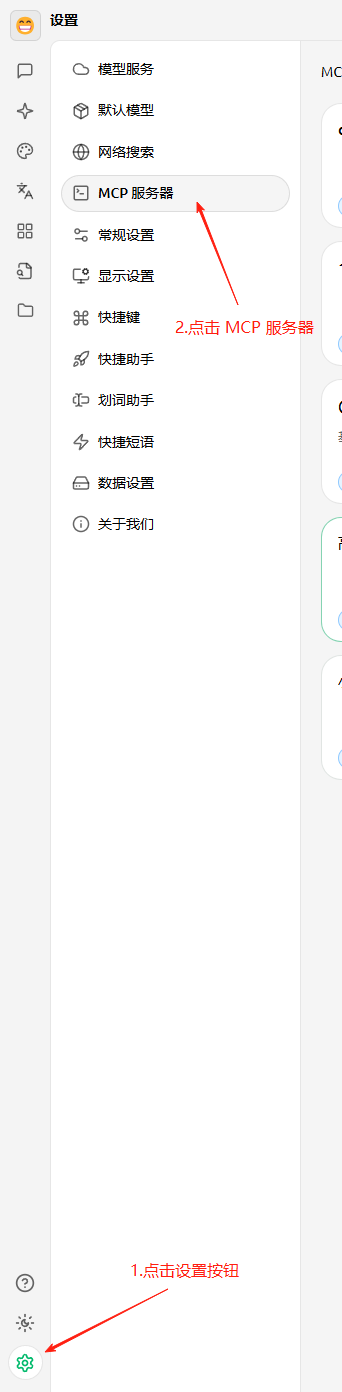 设置
模型服务
MC
默认模型
网络搜索
MCP 服务器
常规设置
显示设置
快捷键
2.点击 MCP 服务器
快捷助手
划词助手
快捷短语
数据设置
关于我们
1.点击设置按钮